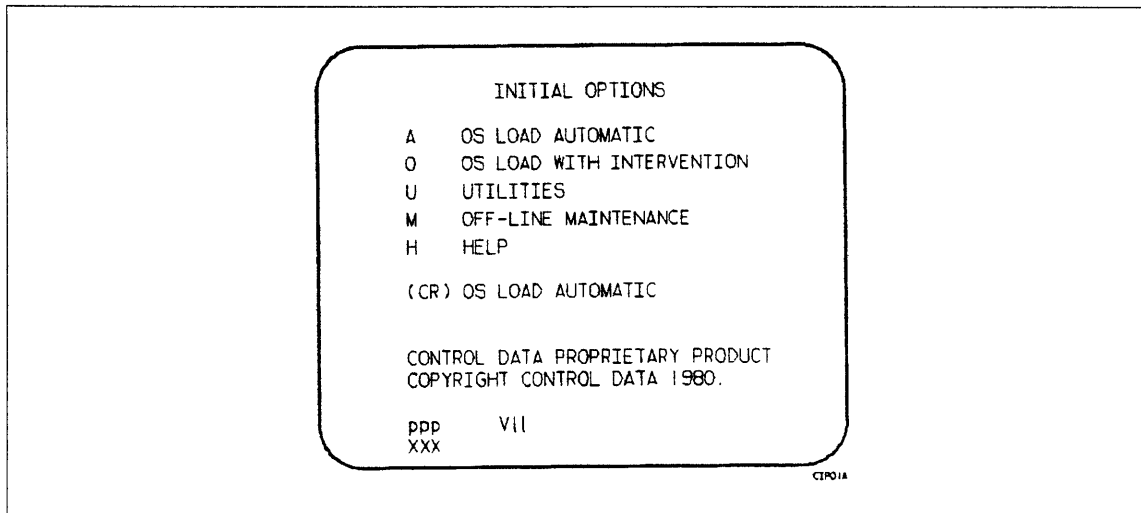 INITIAL OPTIONS
A OS LOAD AUTOMATIC
O OS LOAD WITH INTERVENTION
U UTILITIES
M OFF-LINE MAINTENANCE
H HELP
(CR) OS LOAD AUTOMATIC
CONTROL DATA PROPRIETARY PRODUCT
COPYRIGHT CONTROL DATA 1980.
ppp Vll
XXX
CIP01A